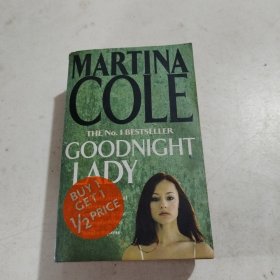 MARTINA
COLE
THE No. 1 BESTSELLER
GOODNIGHT
LADY
BUY 1
GET 1
1/2 PRICE